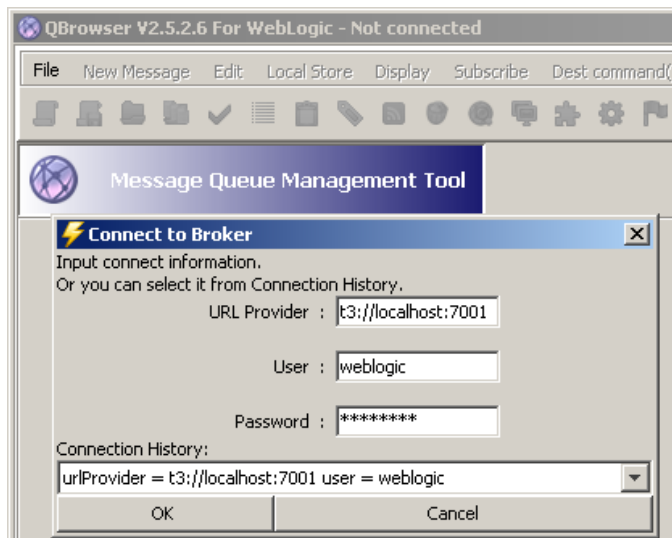 QBrowser V2.5.2.6 For WebLogic - Not connected
File New Message Edit Local Store Display Subscribe Dest command(
Message Queue Management Tool
Connect to Broker
Input connect information.
Or you can select it from Connection History.
URL Provider : t3://localhost:7001
User : weblogic
Password : ********
Connection History:
urlProvider = t3://localhost:7001 user = weblogic
OK Cancel